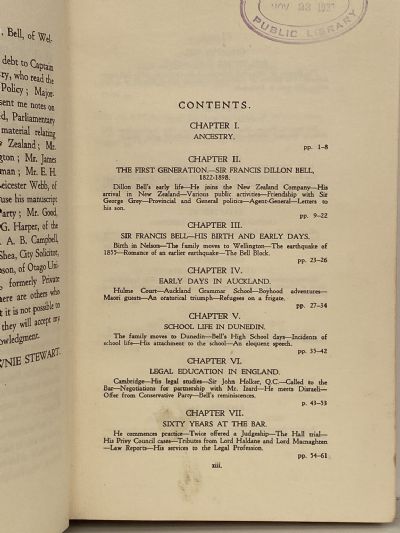 , Bell, of Wel-
debt to Captain
ry, who read the
Policy; Major-
sent me notes on
ed, Parliamentary
material relating
Zealand; Mr.
ngton; Mr. James
man; Mr. E. H.
eicester Webb, of
use his manuscript
Party; Mr. Good,
G. Harper, of the
. A. B. Campbell,
Shea, City Solicitor,
ason, of Otago Uni-
, formerly Private
here are others who
t it is not possible to
they will accept my
owledgment.
NIE STEWART.
NOV 23
PUBLIC LIBRARY
CONTENTS.
CHAPTER I.
ANCESTRY.
pp. 1-8
CHAPTER II.
THE FIRST GENERATION.—SIR FRANCIS DILLON BELL,
1822-1898.
Dillon Bell's early life—He joins the New Zealand Company—His
arrival in New Zealand—Various public activities—Friendship with Sir
George Grey—Provincial and General politics—Agent-General—Letters to
his son.
pp. 9-22
CHAPTER III.
SIR FRANCIS BELL—HIS BIRTH AND EARLY DAYS.
Birth in Nelson—The family moves to Wellington—The earthquake of
1855—Romance of an earlier earthquake—The Bell Block.
pp. 23-26
CHAPTER IV.
EARLY DAYS IN AUCKLAND.
Hulme Court—Auckland Grammar School—Boyhood adventures—
Maori guests—An oratorical triumph—Refugees on a frigate.
pp. 27-34
CHAPTER V.
SCHOOL LIFE IN DUNEDIN.
The family moves to Dunedin—Bell's High School days—Incidents of
school life—His attachment to the school—An eloquent speech.
pp. 35-42
CHAPTER VI.
LEGAL EDUCATION IN ENGLAND.
Cambridge—His legal studies—Sir John Holker, Q.C.—Called to the
Bar—Negotiations for partnership with Mr. Izard—He meets Disraeli—
Offer from Conservative Party—Bell's reminiscences.
pp. 43-53
CHAPTER VII.
SIXTY YEARS AT THE BAR.
He commences practice—Twice offered a Judgeship—The Hall trial—
His Privy Council cases—Tributes from Lord Haldane and Lord Macnaghten
—Law Reports—His services to the Legal Profession.
pp. 54-61
xiii.